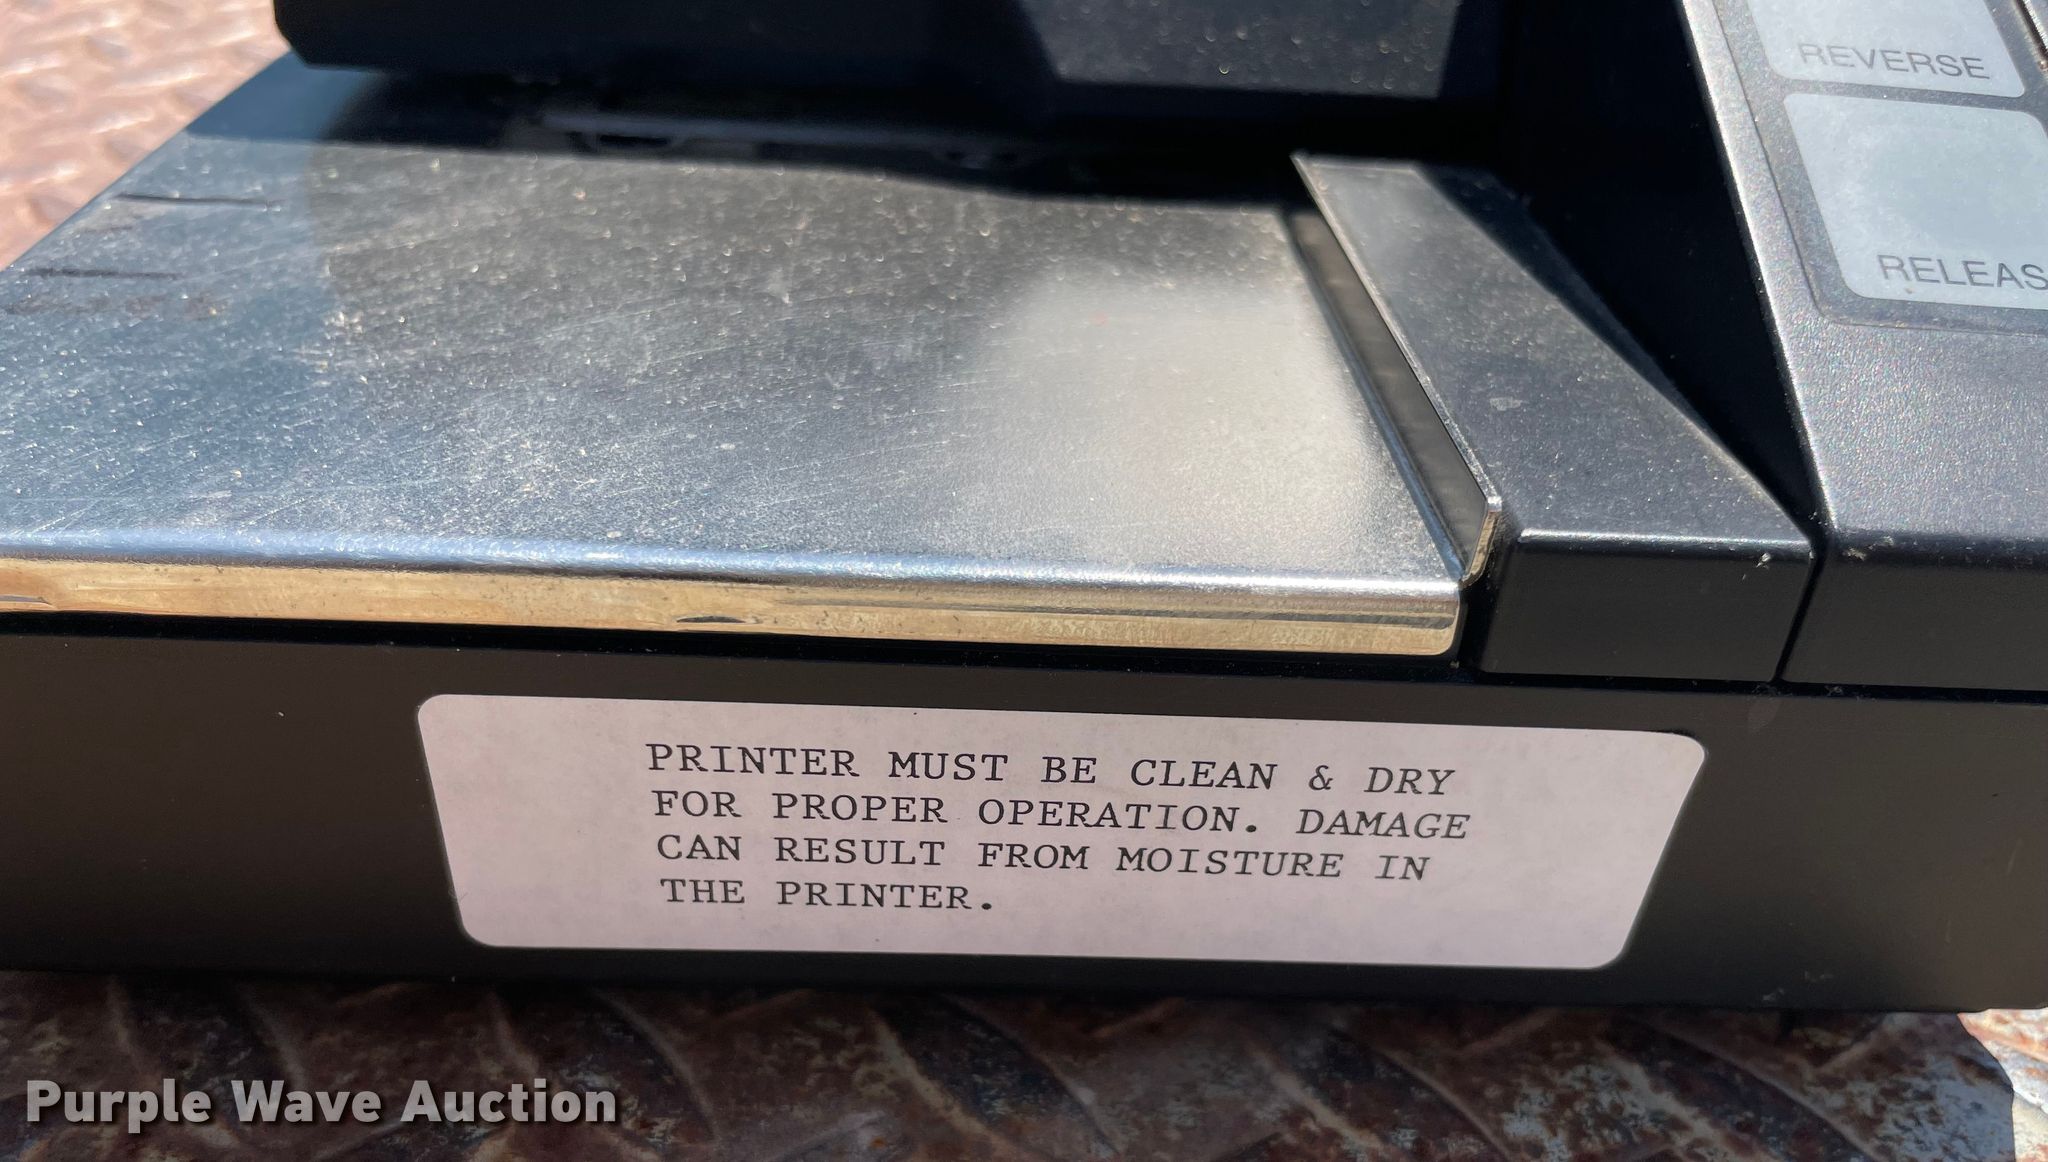 REVERSE
RELEAS
PRINTER MUST BE CLEAN & DRY
FOR PROPER OPERATION. DAMAGE
CAN RESULT FROM MOISTURE IN
THE PRINTER.
Purple Wave Auction